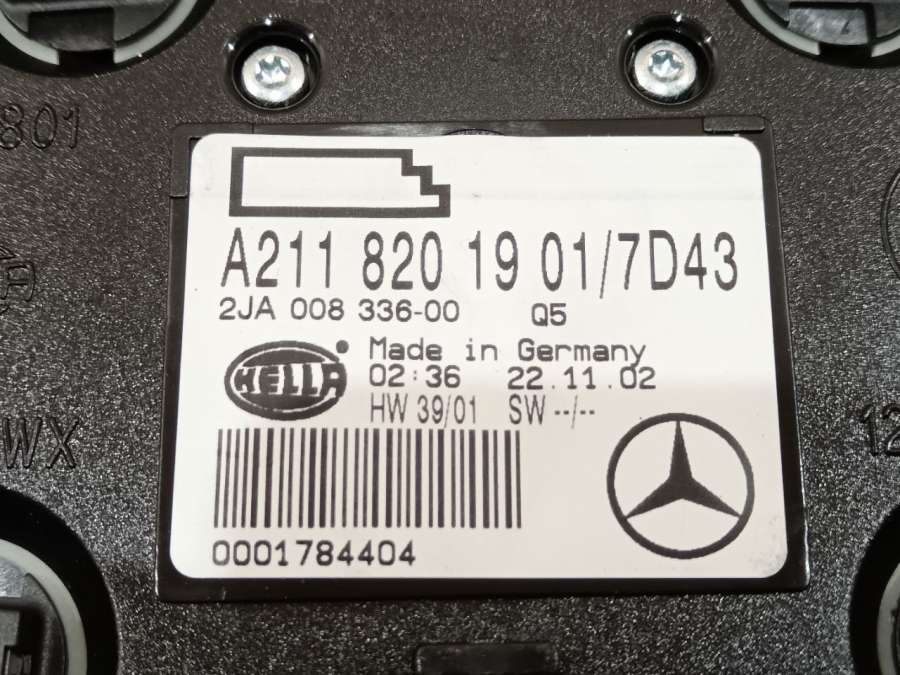 801
A211 820 19 01/7D43
2JA 008 336-00 Q5
HELLA
Made in Germany
02:36 22.11.02
HW 39/01 SW --/--
WX
12
0001784404